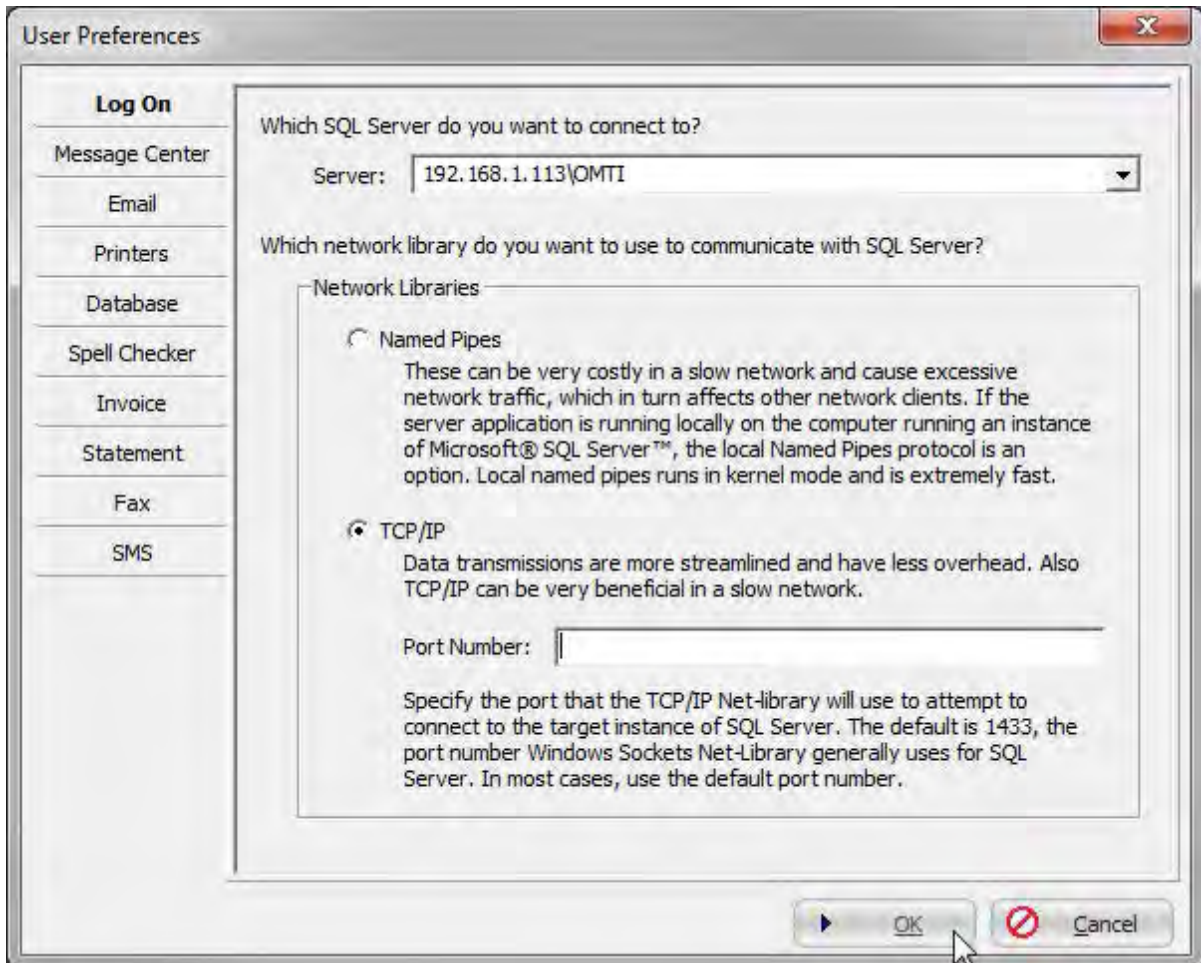 User Preferences
Log On
Message Center
Email
Printers
Database
Spell Checker
Invoice
Statement
Fax
SMS
Which SQL Server do you want to connect to?
Server: 192.168.1.113\OMTI
Which network library do you want to use to communicate with SQL Server?
Network Libraries
Named Pipes
These can be very costly in a slow network and cause excessive
network traffic, which in turn affects other network clients. If the
server application is running locally on the computer running an instance
of Microsoft® SQL Server™, the local Named Pipes protocol is an
option. Local named pipes runs in kernel mode and is extremely fast.
TCP/IP
Data transmissions are more streamlined and have less overhead. Also
TCP/IP can be very beneficial in a slow network.
Port Number:
Specify the port that the TCP/IP Net-library will use to attempt to
connect to the target instance of SQL Server. The default is 1433, the
port number Windows Sockets Net-Library generally uses for SQL
Server. In most cases, use the default port number.
OK
Cancel